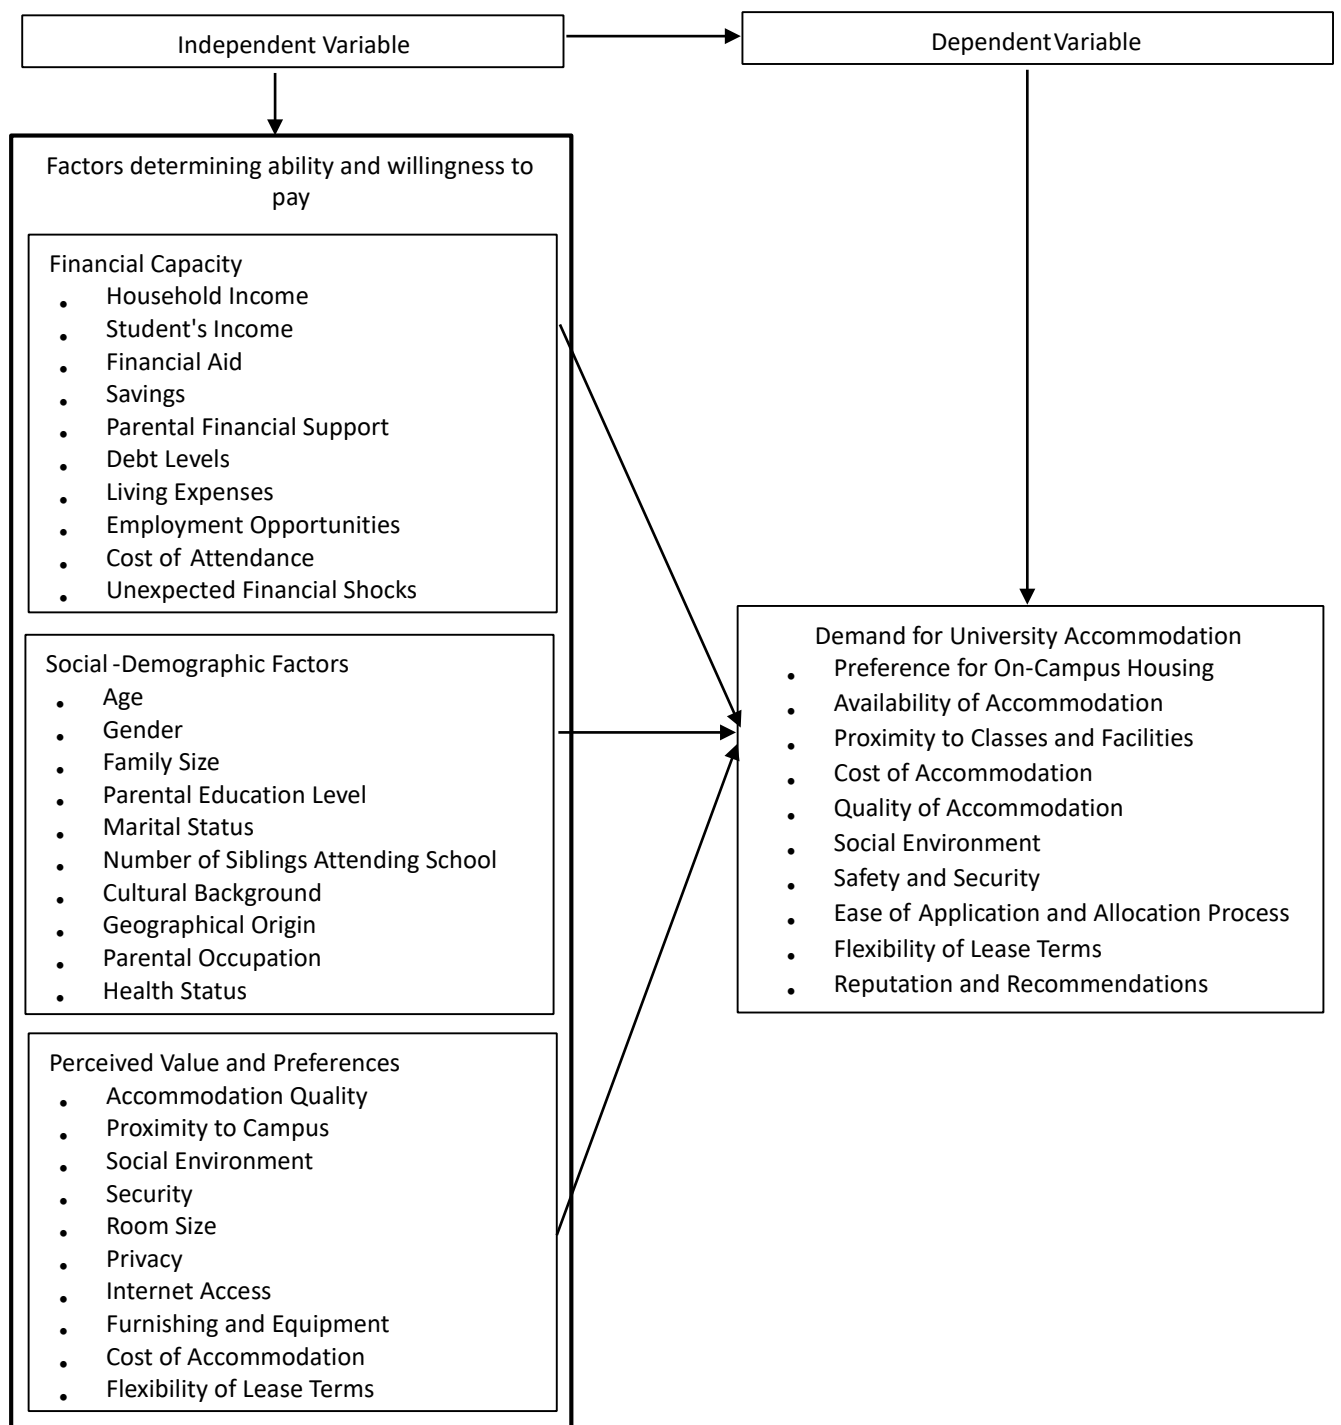 Independent Variable
Dependent Variable
Factors determining ability and willingness to
pay
Financial Capacity
• Household Income
• Student's Income
• Financial Aid
• Savings
• Parental Financial Support
• Debt Levels
• Living Expenses
• Employment Opportunities
• Cost of Attendance
• Unexpected Financial Shocks
Social -Demographic Factors
• Age
• Gender
• Family Size
• Parental Education Level
• Marital Status
• Number of Siblings Attending School
• Cultural Background
• Geographical Origin
• Parental Occupation
• Health Status
Perceived Value and Preferences
• Accommodation Quality
• Proximity to Campus
• Social Environment
• Security
• Room Size
• Privacy
• Internet Access
• Furnishing and Equipment
• Cost of Accommodation
• Flexibility of Lease Terms
Demand for University Accommodation
• Preference for On-Campus Housing
• Availability of Accommodation
• Proximity to Classes and Facilities
• Cost of Accommodation
• Quality of Accommodation
• Social Environment
• Safety and Security
• Ease of Application and Allocation Process
• Flexibility of Lease Terms
• Reputation and Recommendations